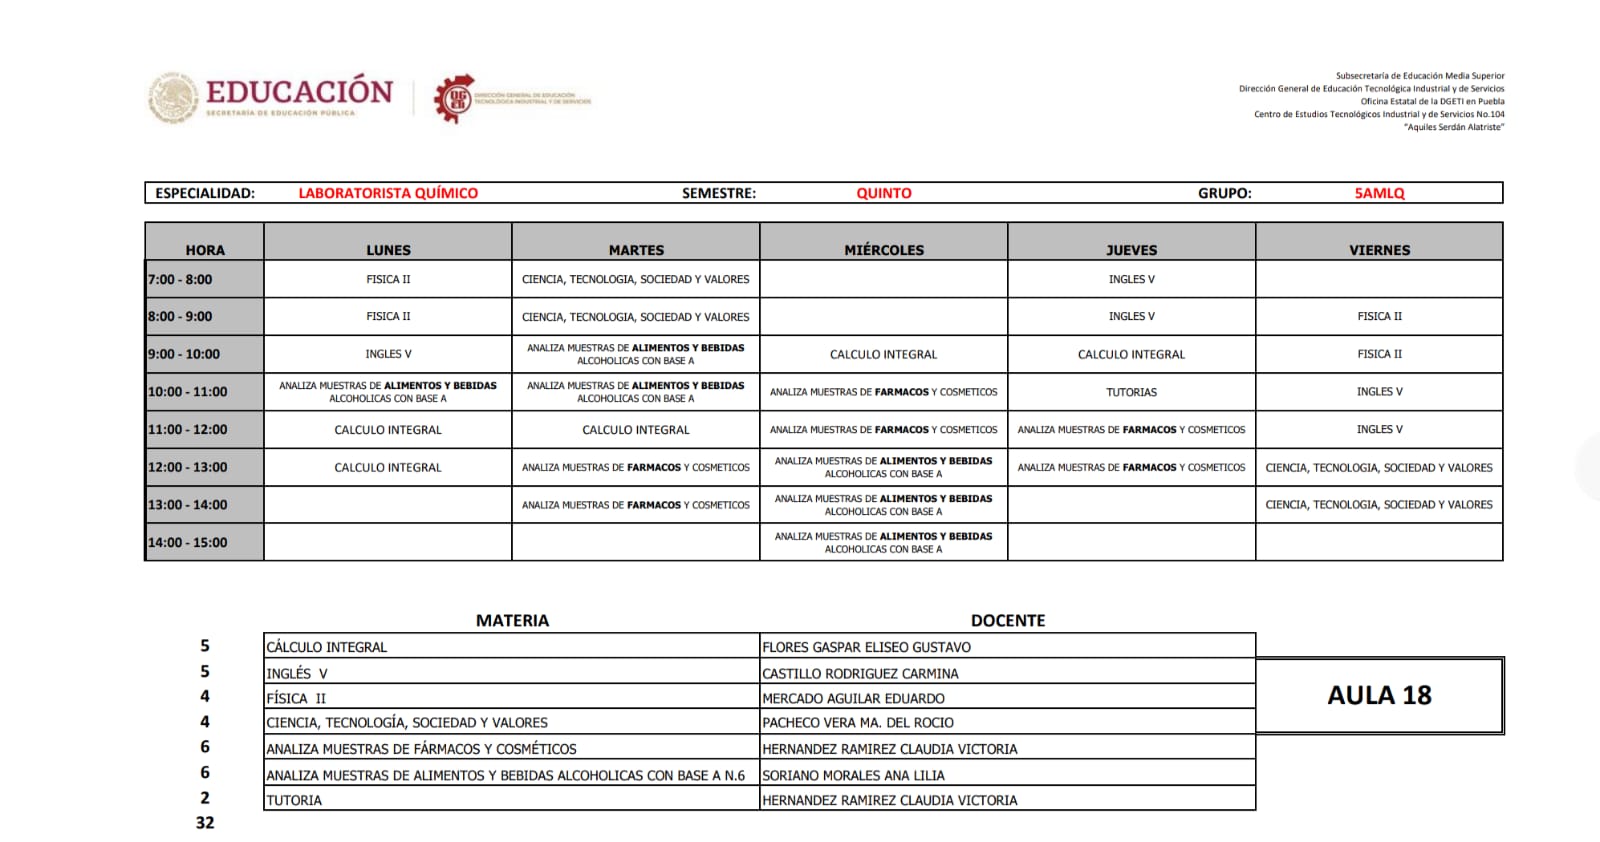 EDUCACIÓN
SECRETARÍA DE EDUCACIÓN PÚBLICA
DGETI
DIRECCIÓN GENERAL DE EDUCACIÓN
TECNOLÓGICA INDUSTRIAL Y DE SERVICIOS
Subsecretaría de Educación Media Superior
Dirección General de Educación Tecnológica Industrial y de Servicios
Oficina Estatal de la DGETI en Puebla
Centro de Estudios Tecnológicos Industrial y de Servicios No.104
"Aquiles Serdán Alatriste"
ESPECIALIDAD: LABORATORISTA QUÍMICO SEMESTRE: QUINTO GRUPO: 5AMLQ
HORA LUNES MARTES MIÉRCOLES JUEVES VIERNES
7:00 - 8:00 FISICA II CIENCIA, TECNOLOGIA, SOCIEDAD Y VALORES INGLES V
8:00 - 9:00 FISICA II CIENCIA, TECNOLOGIA, SOCIEDAD Y VALORES INGLES V FISICA II
9:00 - 10:00 INGLES V ANALIZA MUESTRAS DE ALIMENTOS Y BEBIDAS ALCOHOLICAS CON BASE A CALCULO INTEGRAL CALCULO INTEGRAL FISICA II
10:00 - 11:00 ANALIZA MUESTRAS DE ALIMENTOS Y BEBIDAS ALCOHOLICAS CON BASE A ANALIZA MUESTRAS DE ALIMENTOS Y BEBIDAS ALCOHOLICAS CON BASE A ANALIZA MUESTRAS DE FARMACOS Y COSMETICOS TUTORIAS INGLES V
11:00 - 12:00 CALCULO INTEGRAL CALCULO INTEGRAL ANALIZA MUESTRAS DE FARMACOS Y COSMETICOS ANALIZA MUESTRAS DE FARMACOS Y COSMETICOS INGLES V
12:00 - 13:00 CALCULO INTEGRAL ANALIZA MUESTRAS DE FARMACOS Y COSMETICOS ANALIZA MUESTRAS DE ALIMENTOS Y BEBIDAS ALCOHOLICAS CON BASE A ANALIZA MUESTRAS DE FARMACOS Y COSMETICOS CIENCIA, TECNOLOGIA, SOCIEDAD Y VALORES
13:00 - 14:00 ANALIZA MUESTRAS DE FARMACOS Y COSMETICOS ANALIZA MUESTRAS DE ALIMENTOS Y BEBIDAS ALCOHOLICAS CON BASE A CIENCIA, TECNOLOGIA, SOCIEDAD Y VALORES
14:00 - 15:00 ANALIZA MUESTRAS DE ALIMENTOS Y BEBIDAS ALCOHOLICAS CON BASE A
MATERIA DOCENTE
5 CÁLCULO INTEGRAL FLORES GASPAR ELISEO GUSTAVO
5 INGLÉS V CASTILLO RODRIGUEZ CARMINA
4 FÍSICA II MERCADO AGUILAR EDUARDO
4 CIENCIA, TECNOLOGÍA, SOCIEDAD Y VALORES PACHECO VERA MA. DEL ROCIO
6 ANALIZA MUESTRAS DE FÁRMACOS Y COSMÉTICOS HERNANDEZ RAMIREZ CLAUDIA VICTORIA
6 ANALIZA MUESTRAS DE ALIMENTOS Y BEBIDAS ALCOHOLICAS CON BASE A N.6 SORIANO MORALES ANA LILIA
2 TUTORIA HERNANDEZ RAMIREZ CLAUDIA VICTORIA
32
AULA 18